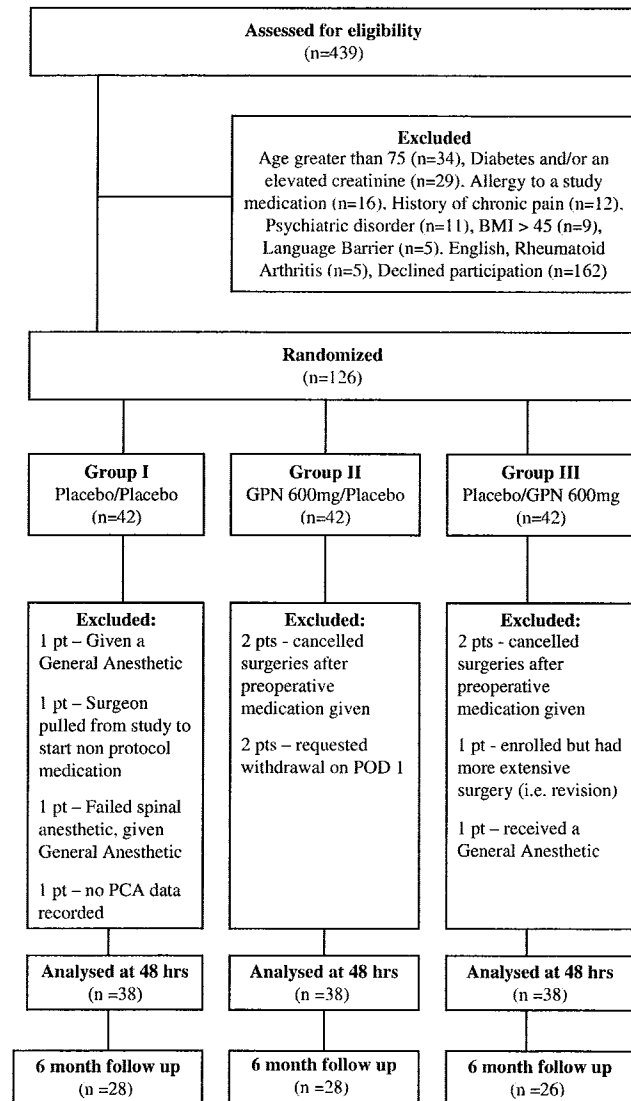 Assessed for eligibility
(n=439)
Excluded
Age greater than 75 (n=34), Diabetes and/or an
elevated creatinine (n=29). Allergy to a study
medication (n=16). History of chronic pain (n=12).
Psychiatric disorder (n=11), BMI > 45 (n=9),
Language Barrier (n=5). English, Rheumatoid
Arthritis (n=5), Declined participation (n=162)
Randomized
(n=126)
Group I
Placebo/Placebo
(n=42)
Group II
GPN 600mg/Placebo
(n=42)
Group III
Placebo/GPN 600mg
(n=42)
Excluded:
1 pt – Given a
General Anesthetic
1 pt – Surgeon
pulled from study to
start non protocol
medication
1 pt – Failed spinal
anesthetic, given
General Anesthetic
1 pt – no PCA data
recorded
Excluded:
2 pts - cancelled
surgeries after
preoperative
medication given
2 pts – requested
withdrawal on POD 1
Excluded:
2 pts - cancelled
surgeries after
preoperative
medication given
1 pt - enrolled but had
more extensive
surgery (i.e. revision)
1 pt – received a
General Anesthetic
Analysed at 48 hrs
(n =38)
Analysed at 48 hrs
(n =38)
Analysed at 48 hrs
(n =38)
6 month follow up
(n =28)
6 month follow up
(n =28)
6 month follow up
(n =26)